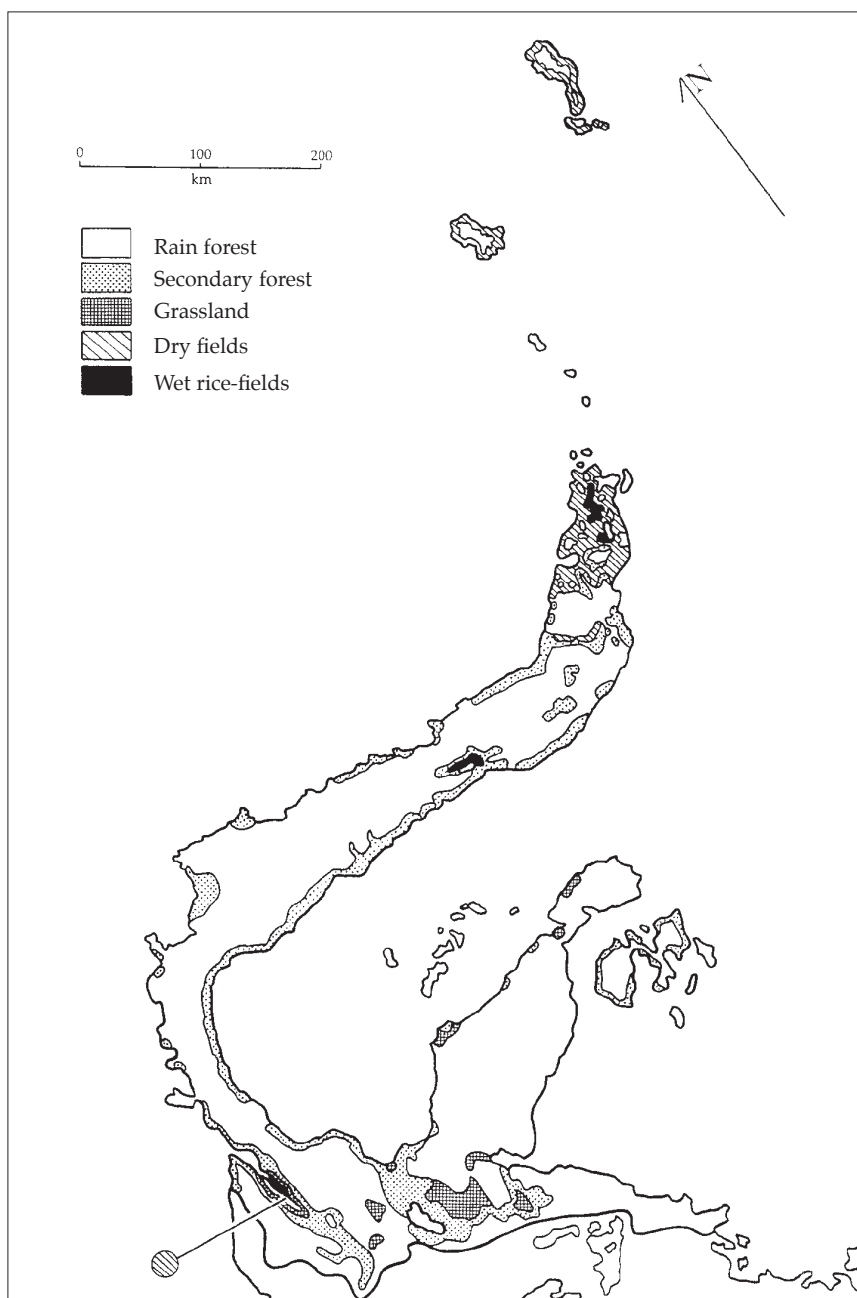 N
0 100 200
km
Rain forest
Secondary forest
Grassland
Dry fields
Wet rice-fields